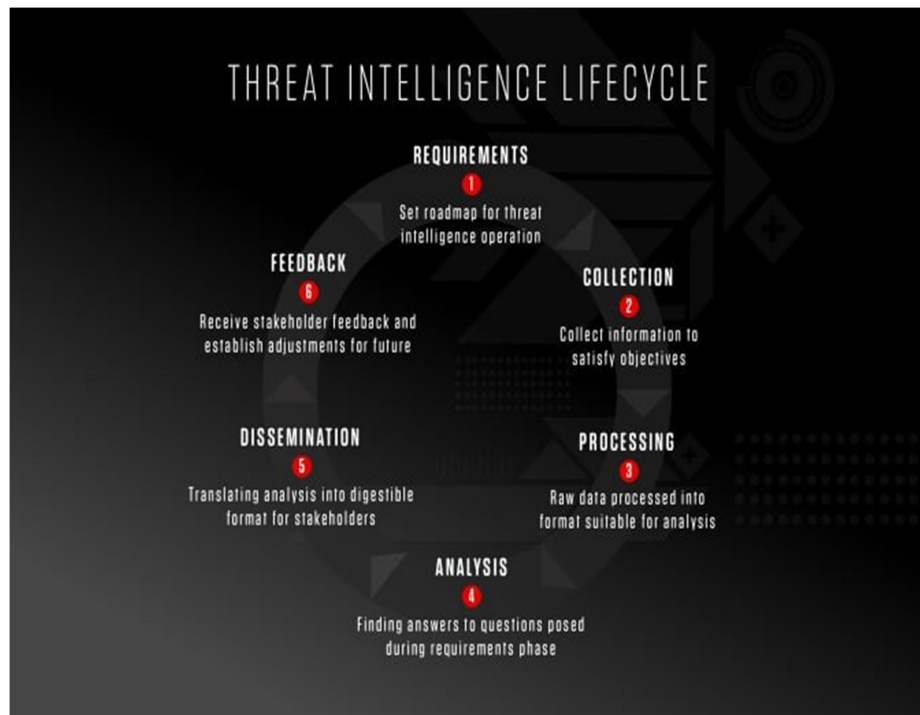 THREAT INTELLIGENCE LIFECYCLE
REQUIREMENTS
1
Set roadmap for threat
intelligence operation
COLLECTION
2
Collect information to
satisfy objectives
PROCESSING
3
Raw data processed into
format suitable for analysis
ANALYSIS
4
Finding answers to questions posed
during requirements phase
DISSEMINATION
5
Translating analysis into digestible
format for stakeholders
FEEDBACK
6
Receive stakeholder feedback and
establish adjustments for future